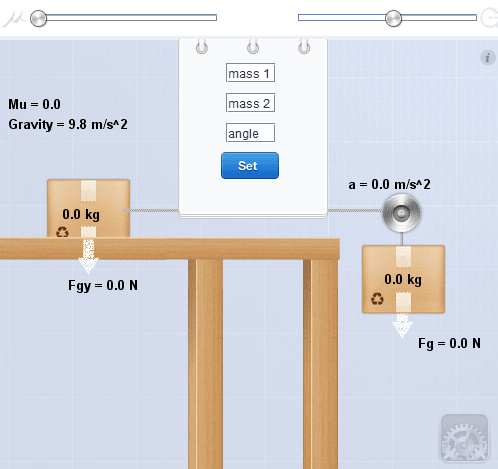 μ G
mass 1
Mu = 0.0
mass 2
Gravity = 9.8 m/s^2
angle
Set
a = 0.0 m/s^2
0.0 kg
0.0 kg
Fgy = 0.0 N
Fg = 0.0 N
i